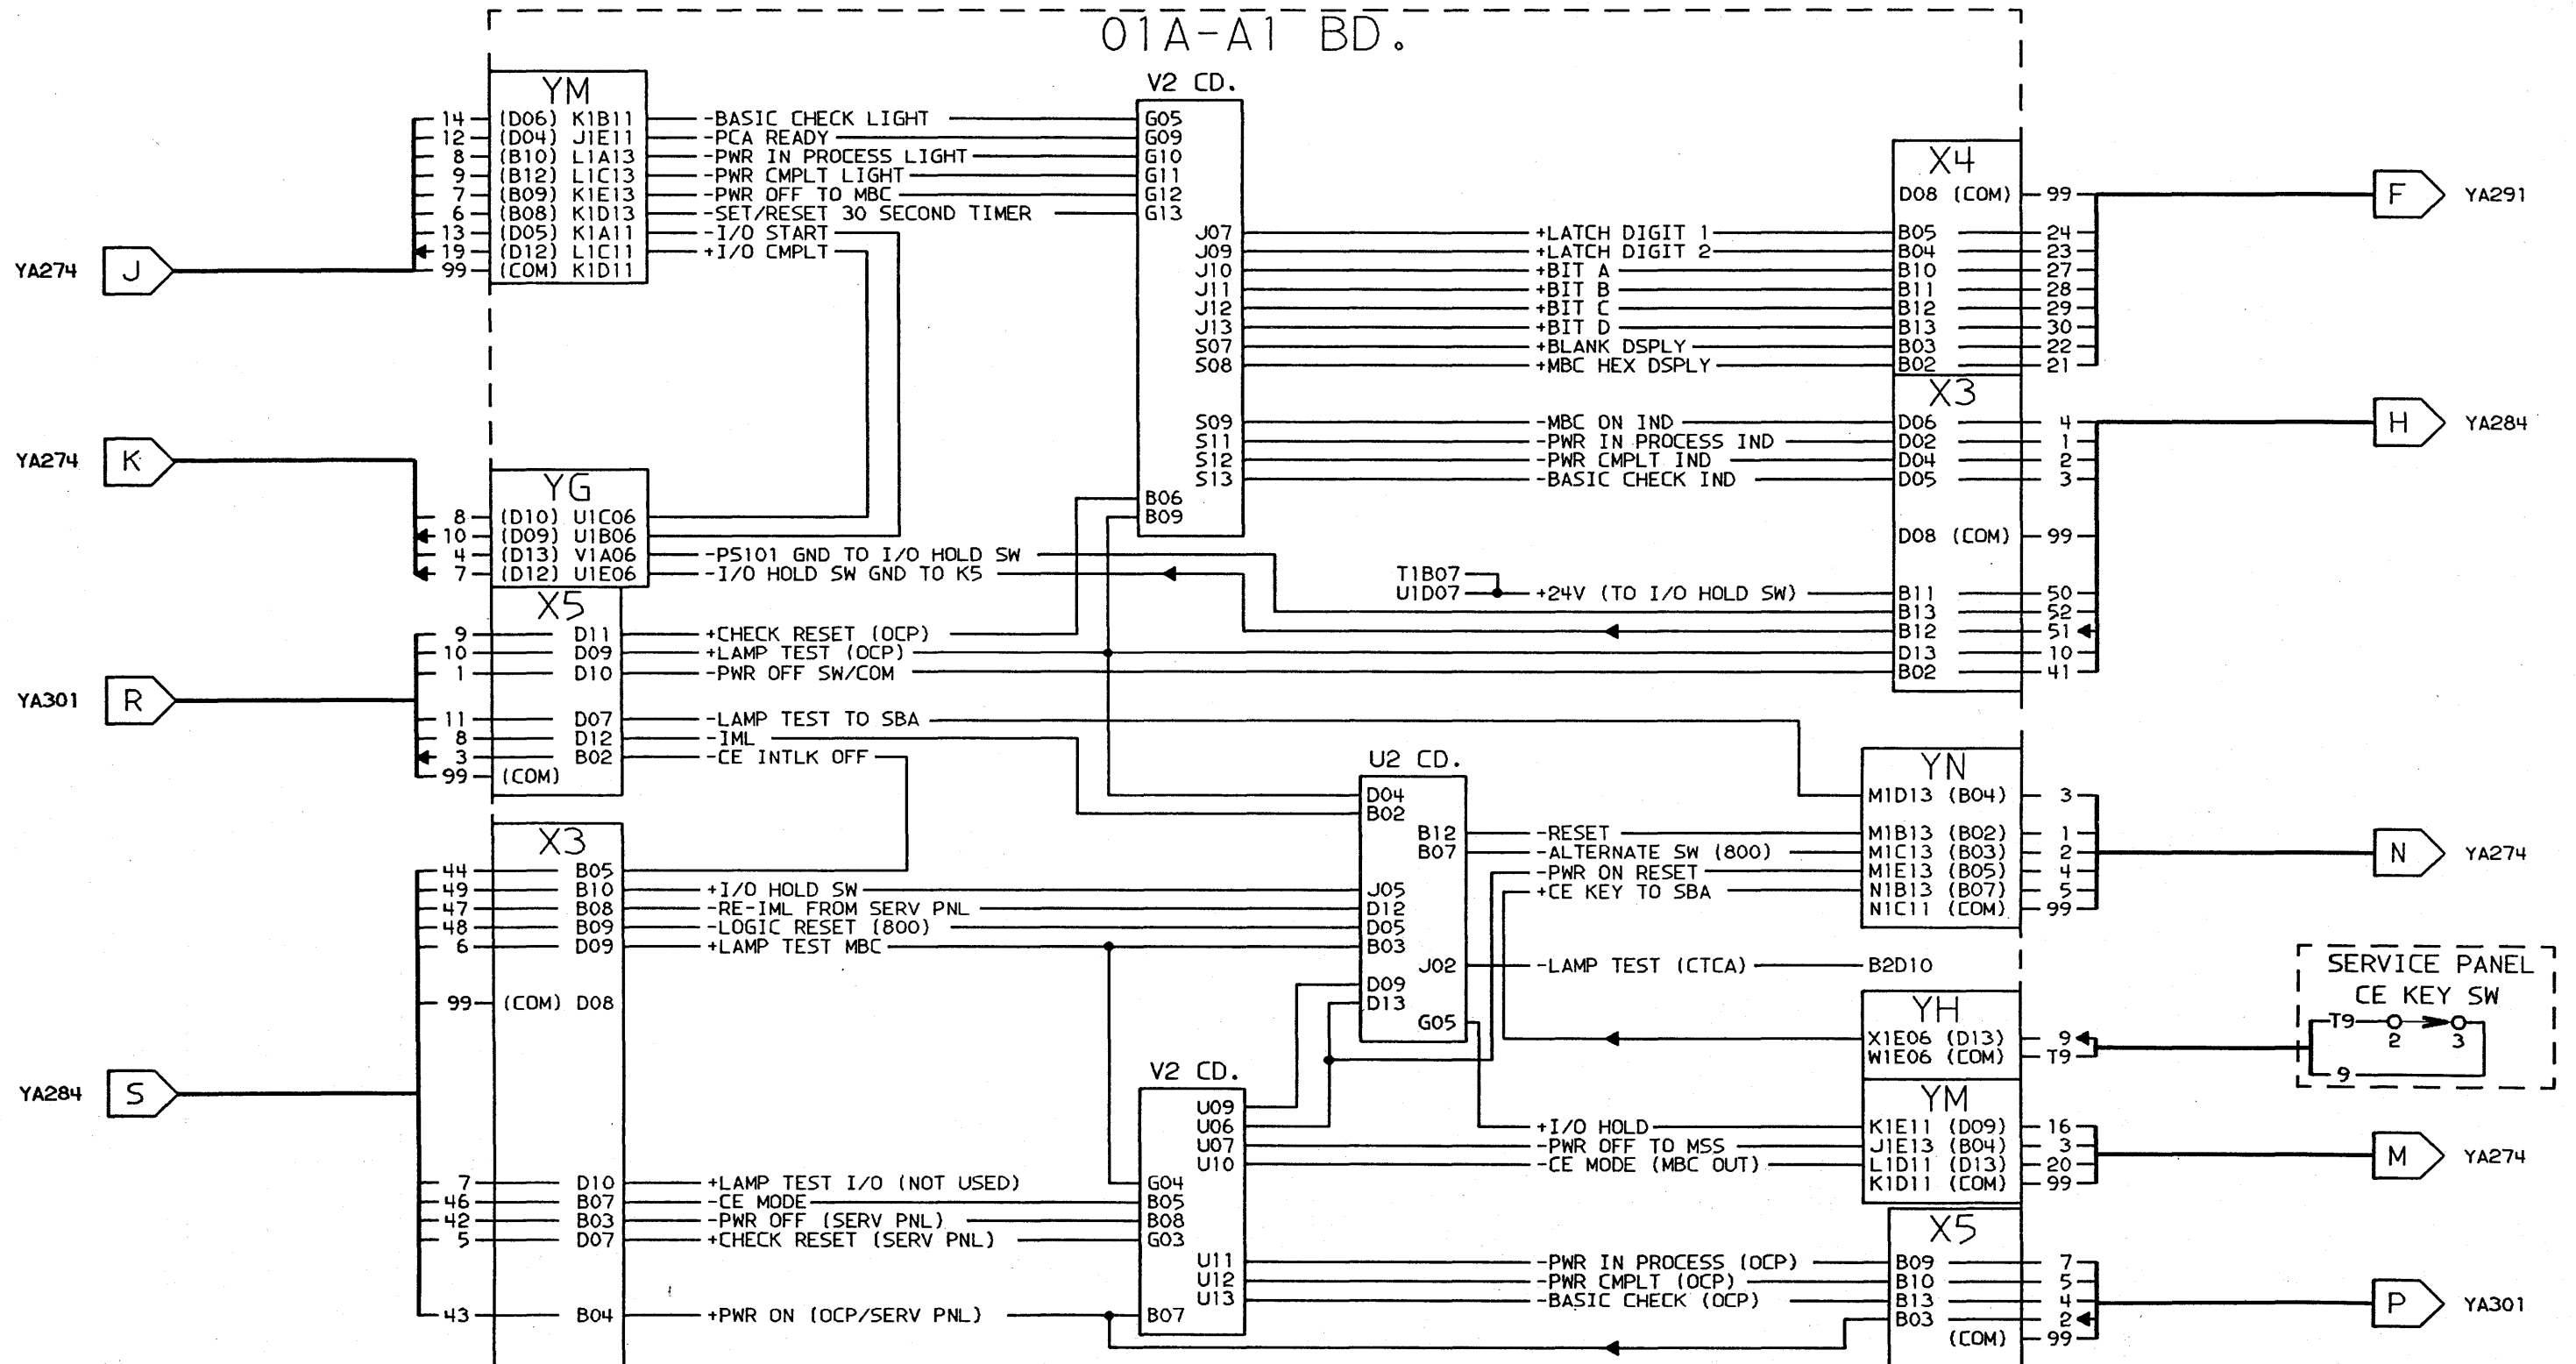 01A-A1 BD.
YM
14 (D06) K1B11 -BASIC CHECK LIGHT
12 (D04) J1E11 -PCA READY
8 (B10) L1A13 -PWR IN PROCESS LIGHT
9 (B12) L1C13 -PWR CMPLT LIGHT
7 (B09) K1E13 -PWR OFF TO MBC
6 (B08) K1D13 -SET/RESET 30 SECOND TIMER
13 (D05) K1A11 -I/O START
19 (D12) L1C11 +I/O CMPLT
99 (COM) K1D11
YA274 J
V2 CD.
G05
G09
G10
G11
G12
G13
J07 +LATCH DIGIT 1
J09 +LATCH DIGIT 2
J10 +BIT A
J11 +BIT B
J12 +BIT C
J13 +BIT D
S07 +BLANK DSPLY
S08 +MBC HEX DSPLY
S09 -MBC ON IND
S11 -PWR IN PROCESS IND
S12 -PWR CMPLT IND
S13 -BASIC CHECK IND
B06
B09
X4
D08 (COM) 99
B05 24
B04 23
B10 27
B11 28
B12 29
B13 30
B03 22
B02 21
F YA291
X3
D06 4
D02 1
D04 2
D05 3
D08 (COM) 99
B11 50
B13 52
B12 51
D13 10
B02 41
H YA284
YA274 K
YG
8 (D10) U1C06
10 (D09) U1B06
4 (D13) V1A06 -PS101 GND TO I/O HOLD SW
7 (D12) U1E06 -I/O HOLD SW GND TO K5
T1B07
U1D07 +24V (TO I/O HOLD SW)
X5
9 D11 +CHECK RESET (OCP)
10 D09 +LAMP TEST (OCP)
1 D10 -PWR OFF SW/COM
11 D07 -LAMP TEST TO SBA
8 D12 -IML
3 B02 -CE INTLK OFF
99 (COM)
YA301 R
U2 CD.
D04
B02
B12 -RESET
B07 -ALTERNATE SW (800)
-PWR ON RESET
+CE KEY TO SBA
J05
D12
D05
B03
J02 -LAMP TEST (CTCA) B2D10
D09
D13
G05
YN
M1D13 (B04) 3
M1B13 (B02) 1
M1C13 (B03) 2
M1E13 (B05) 4
N1B13 (B07) 5
N1C11 (COM) 99
N YA274
X3
44 B05
49 B10 +I/O HOLD SW
47 B08 -RE-IML FROM SERV PNL
48 B09 -LOGIC RESET (800)
6 D09 +LAMP TEST MBC
99 (COM) D08
7 D10 +LAMP TEST I/O (NOT USED)
46 B07 -CE MODE
42 B03 -PWR OFF (SERV PNL)
5 D07 +CHECK RESET (SERV PNL)
43 B04 +PWR ON (OCP/SERV PNL)
YA284 S
SERVICE PANEL
CE KEY SW
T9
2 3
9
YH
X1E06 (D13) 9
W1E06 (COM) T9
V2 CD.
U09
U06
U07 -PWR OFF TO MSS
U10 -CE MODE (MBC OUT)
G04
B05
B08
G03
U11 -PWR IN PROCESS (OCP)
U12 -PWR CMPLT (OCP)
U13 -BASIC CHECK (OCP)
B07
+I/O HOLD
YM
K1E11 (D09) 16
J1E13 (B04) 3
L1D11 (D13) 20
K1D11 (COM) 99
M YA274
X5
B09 7
B10 5
B13 4
B03 2
(COM) 99
P YA301